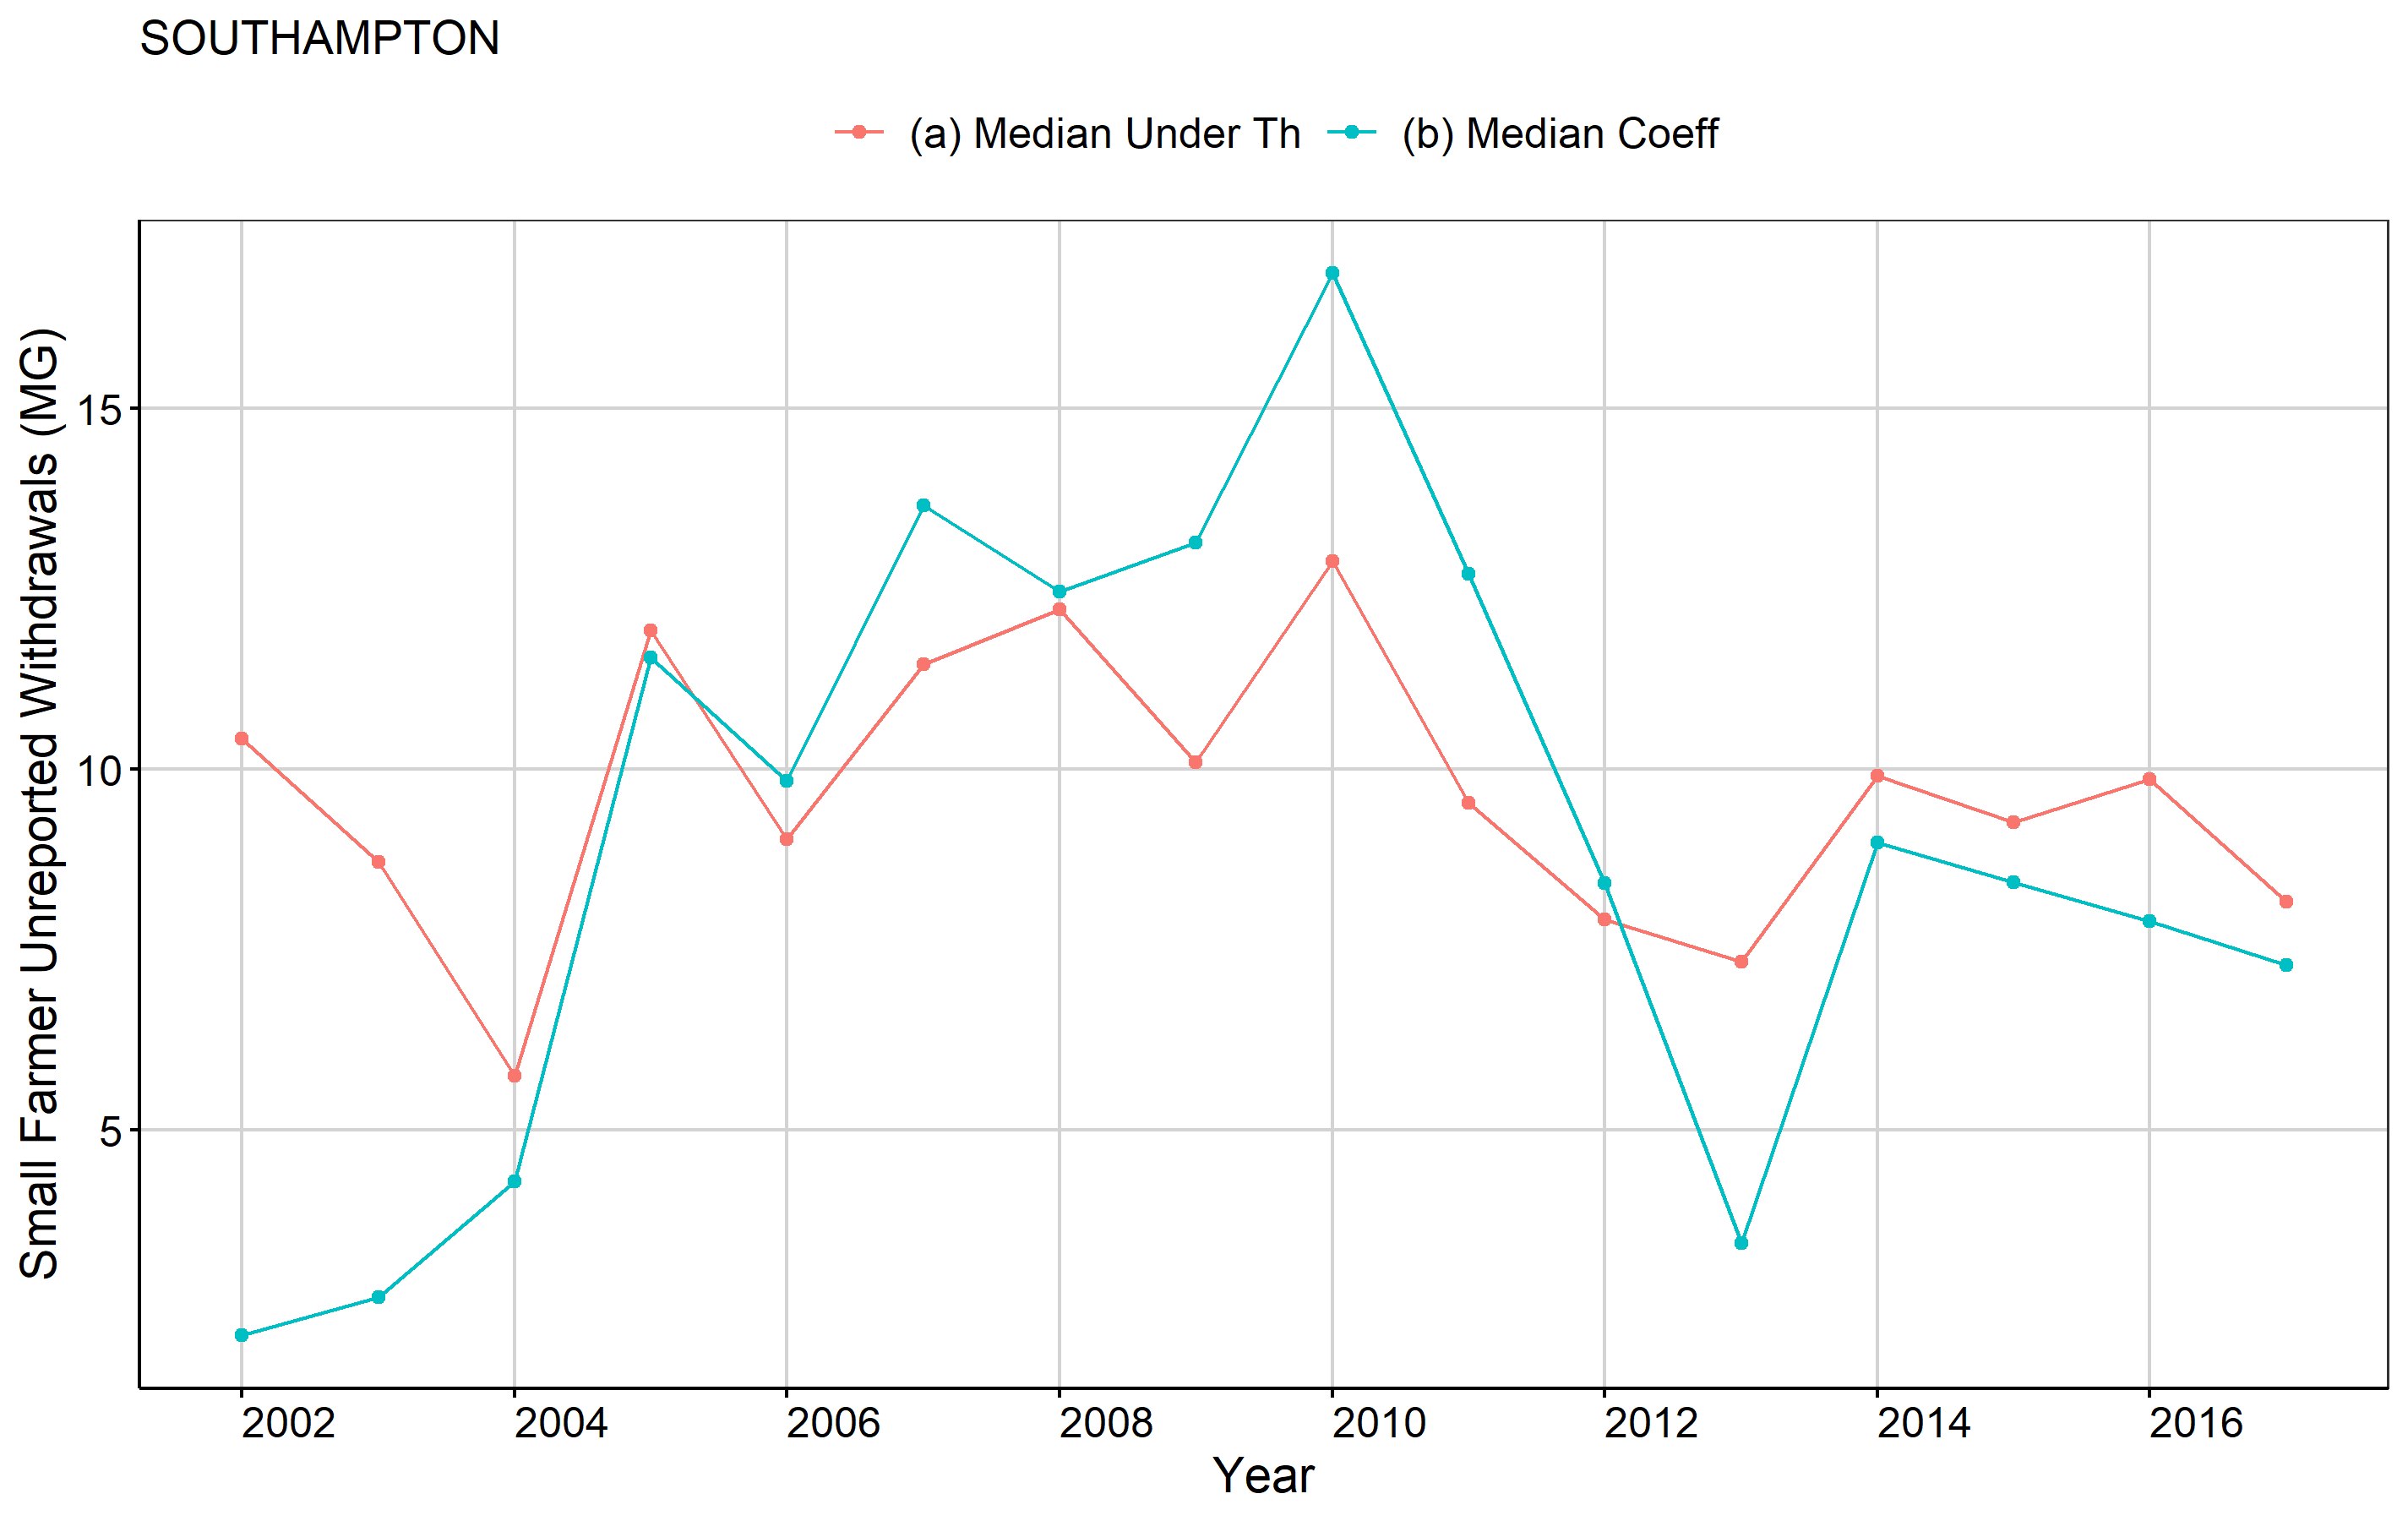 SOUTHAMPTON
(a) Median Under Th (b) Median Coeff
Small Farmer Unreported Withdrawals (MG)
15
10
5
2002 2004 2006 2008 2010 2012 2014 2016
Year